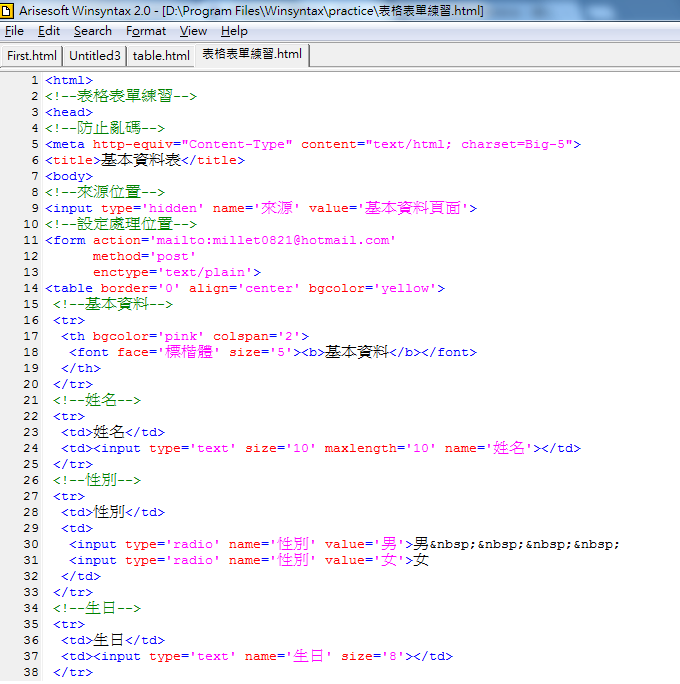 Arisesoft Winsyntax 2.0 - [D:\Program Files\Winsyntax\practice\表格表單練習.html]
File Edit Search Format View Help
First.html Untitled3 table.html 表格表單練習.html
1 <html>
2 <!--表格表單練習-->
3 <head>
4 <!--防止亂碼-->
5 <meta http-equiv="Content-Type" content="text/html; charset=Big-5">
6 <title>基本資料表</title>
7 <body>
8 <!--來源位置-->
9 <input type='hidden' name='來源' value='基本資料頁面'>
10 <!--設定處理位置-->
11 <form action='mailto:millet0821@hotmail.com'
12 method='post'
13 enctype='text/plain'>
14 <table border='0' align='center' bgcolor='yellow'>
15 <!--基本資料-->
16 <tr>
17 <th bgcolor='pink' colspan='2'>
18 <font face='標楷體' size='5'><b>基本資料</b></font>
19 </th>
20 </tr>
21 <!--姓名-->
22 <tr>
23 <td>姓名</td>
24 <td><input type='text' size='10' maxlength='10' name='姓名'></td>
25 </tr>
26 <!--性別-->
27 <tr>
28 <td>性別</td>
29 <td>
30 <input type='radio' name='性別' value='男'>男&nbsp;&nbsp;&nbsp;&nbsp;
31 <input type='radio' name='性別' value='女'>女
32 </td>
33 </tr>
34 <!--生日-->
35 <tr>
36 <td>生日</td>
37 <td><input type='text' name='生日' size='8'></td>
38 </tr>